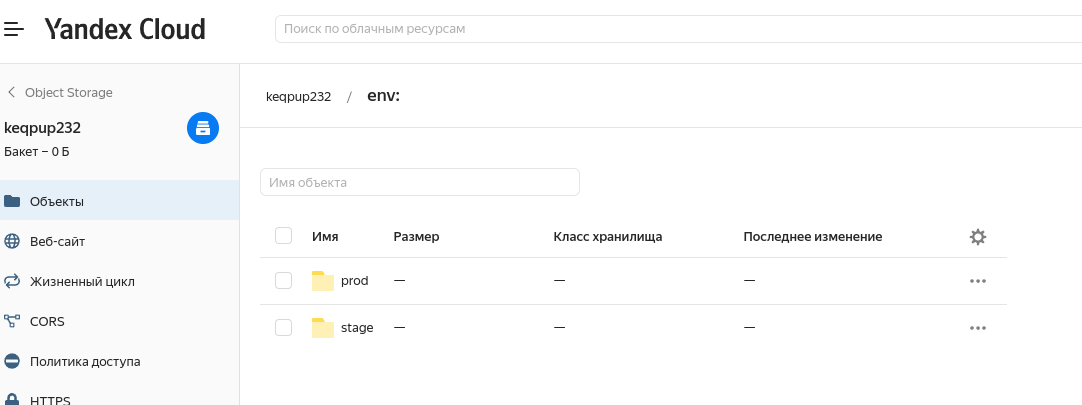 Yandex Cloud
Поиск по облачным ресурсам
Object Storage
keqpup232
Бакет – 0 Б
Объекты
Веб-сайт
Жизненный цикл
CORS
Политика доступа
HTTPS
keqpup232 / env:
Имя объекта
Имя Размер Класс хранилища Последнее изменение
prod — — —
stage — — —